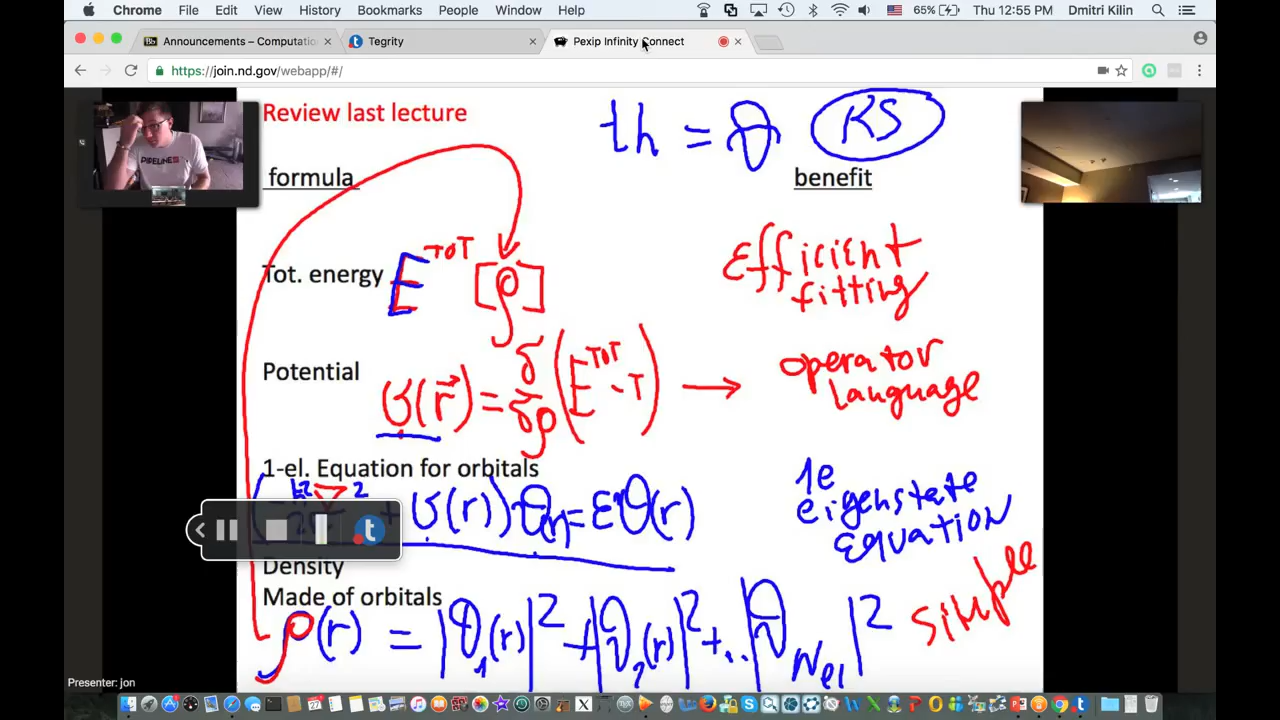 Chrome File Edit View History Bookmarks People Window Help 65% Thu 12:55 PM Dmitri Kilin
Announcements – Computatio Tegrity Pexip Infinity Connect
https://join.nd.gov/webapp/#/
Review last lecture
th = ϑ KS
formula benefit
PIPELINE
Tot. energy E^TOT [ρ] Efficient fitting
Potential
v(r⃗) = δ/δρ (E^TOT - T) → operator language
1-el. Equation for orbitals
+ v(r)) ϑ = εϑ(r) 1e eigenstate equation
Density
Made of orbitals simple
ρ(r) = |ϑ₁(r)|² + |ϑ₂(r)|² + .. |ϑ Nel|²
Presenter: jon